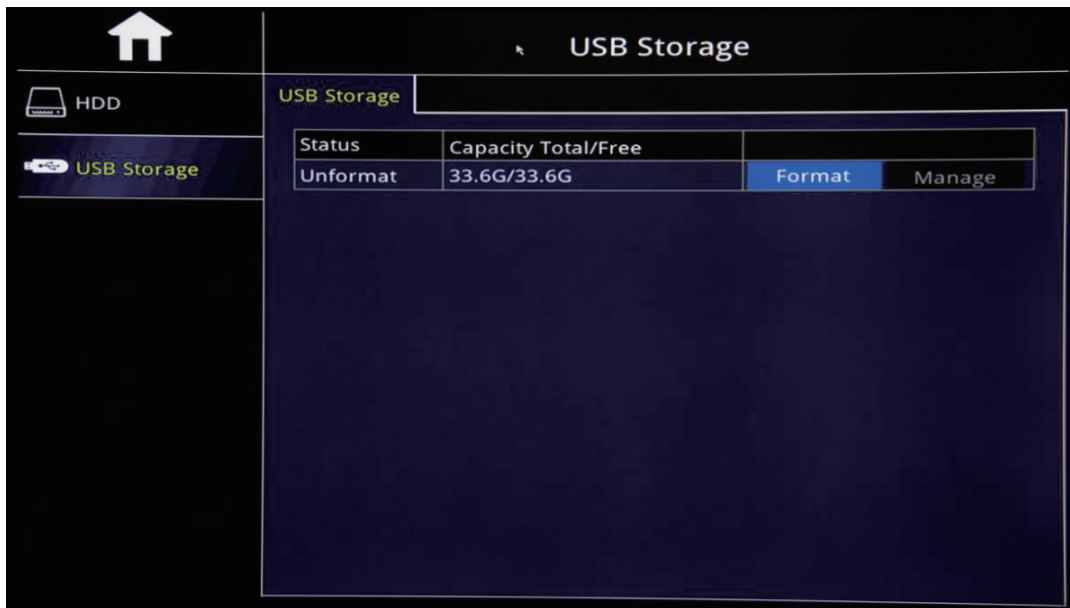 USB Storage
HDD
USB Storage
USB Storage
Status Capacity Total/Free
Unformat 33.6G/33.6G Format Manage